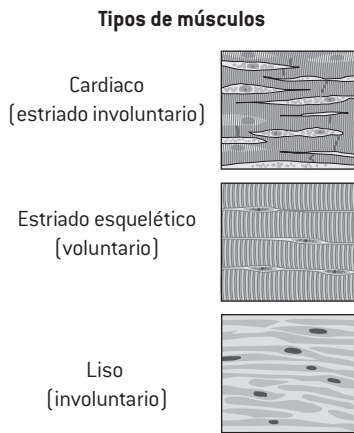 Tipos de músculos
Cardiaco
(estriado involuntario)
Estriado esquelético
(voluntario)
Liso
(involuntario)